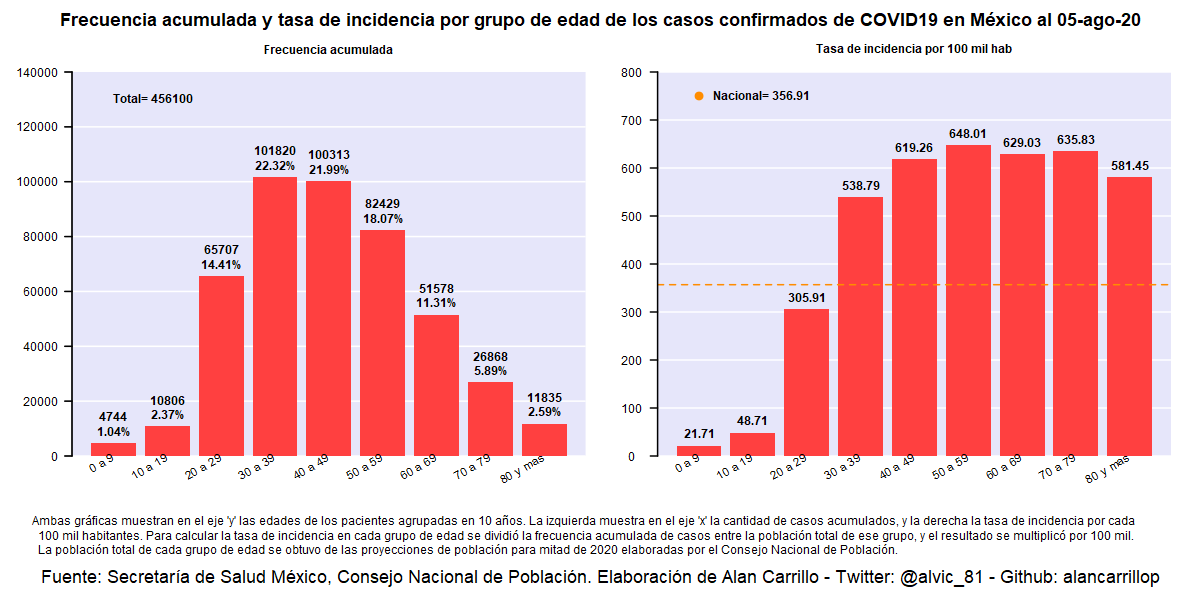 Frecuencia acumulada y tasa de incidencia por grupo de edad de los casos confirmados de COVID19 en México al 05-ago-20
Frecuencia acumulada
140000
120000
100000
80000
60000
40000
20000
0
Total= 456100
4744
1.04%
10806
2.37%
65707
14.41%
101820
22.32%
100313
21.99%
82429
18.07%
51578
11.31%
26868
5.89%
11835
2.59%
0 a 9
10 a 19
20 a 29
30 a 39
40 a 49
50 a 59
60 a 69
70 a 79
80 y mas
Tasa de incidencia por 100 mil hab
800
700
600
500
400
300
200
100
0
Nacional= 356.91
21.71
48.71
305.91
538.79
619.26
648.01
629.03
635.83
581.45
0 a 9
10 a 19
20 a 29
30 a 39
40 a 49
50 a 59
60 a 69
70 a 79
80 y mas
Ambas gráficas muestran en el eje 'y' las edades de los pacientes agrupadas en 10 años. La izquierda muestra en el eje 'x' la cantidad de casos acumulados, y la derecha la tasa de incidencia por cada
100 mil habitantes. Para calcular la tasa de incidencia en cada grupo de edad se dividió la frecuencia acumulada de casos entre la población total de ese grupo, y el resultado se multiplicó por 100 mil.
La población total de cada grupo de edad se obtuvo de las proyecciones de población para mitad de 2020 elaboradas por el Consejo Nacional de Población.
Fuente: Secretaría de Salud México, Consejo Nacional de Población. Elaboración de Alan Carrillo - Twitter: @alvic_81 - Github: alancarrillop